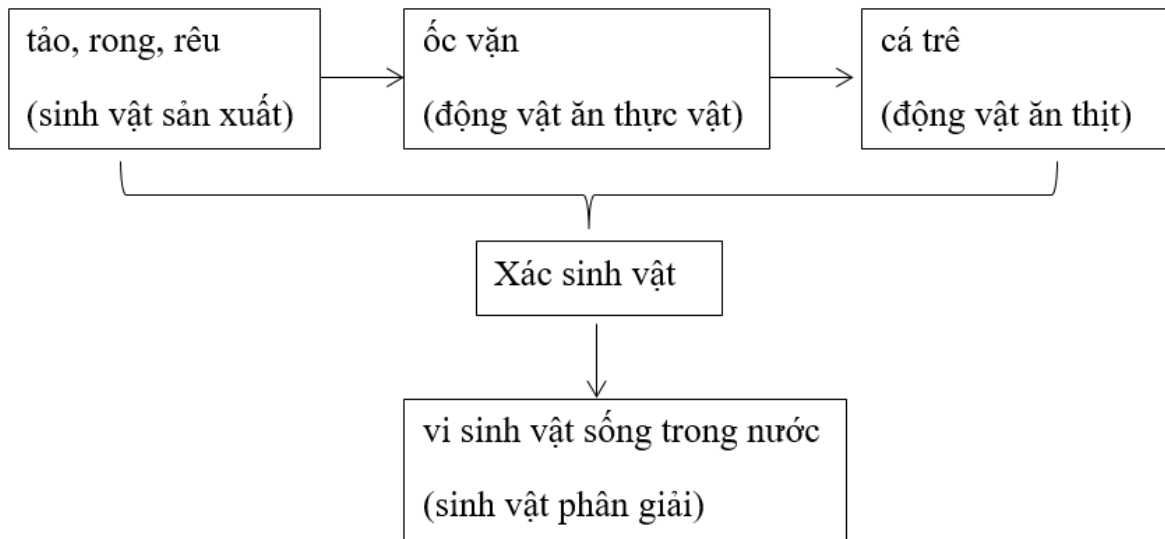 tảo, rong, rêu
(sinh vật sản xuất)
ốc vặn
(động vật ăn thực vật)
cá trê
(động vật ăn thịt)
Xác sinh vật
vi sinh vật sống trong nước
(sinh vật phân giải)